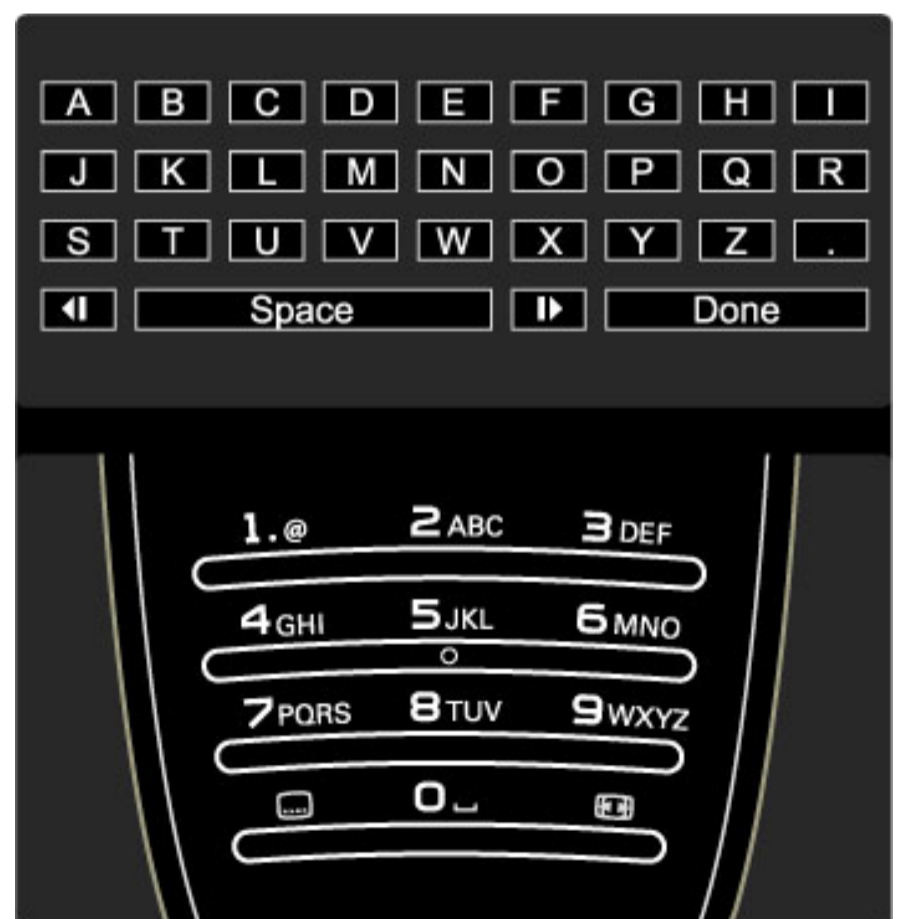 A B C D E F G H I
J K L M N O P Q R
S T U V W X Y Z .
Space Done
1.@ 2ABC 3DEF
4GHI 5JKL 6MNO
7PQRS 8TUV 9WXYZ
0